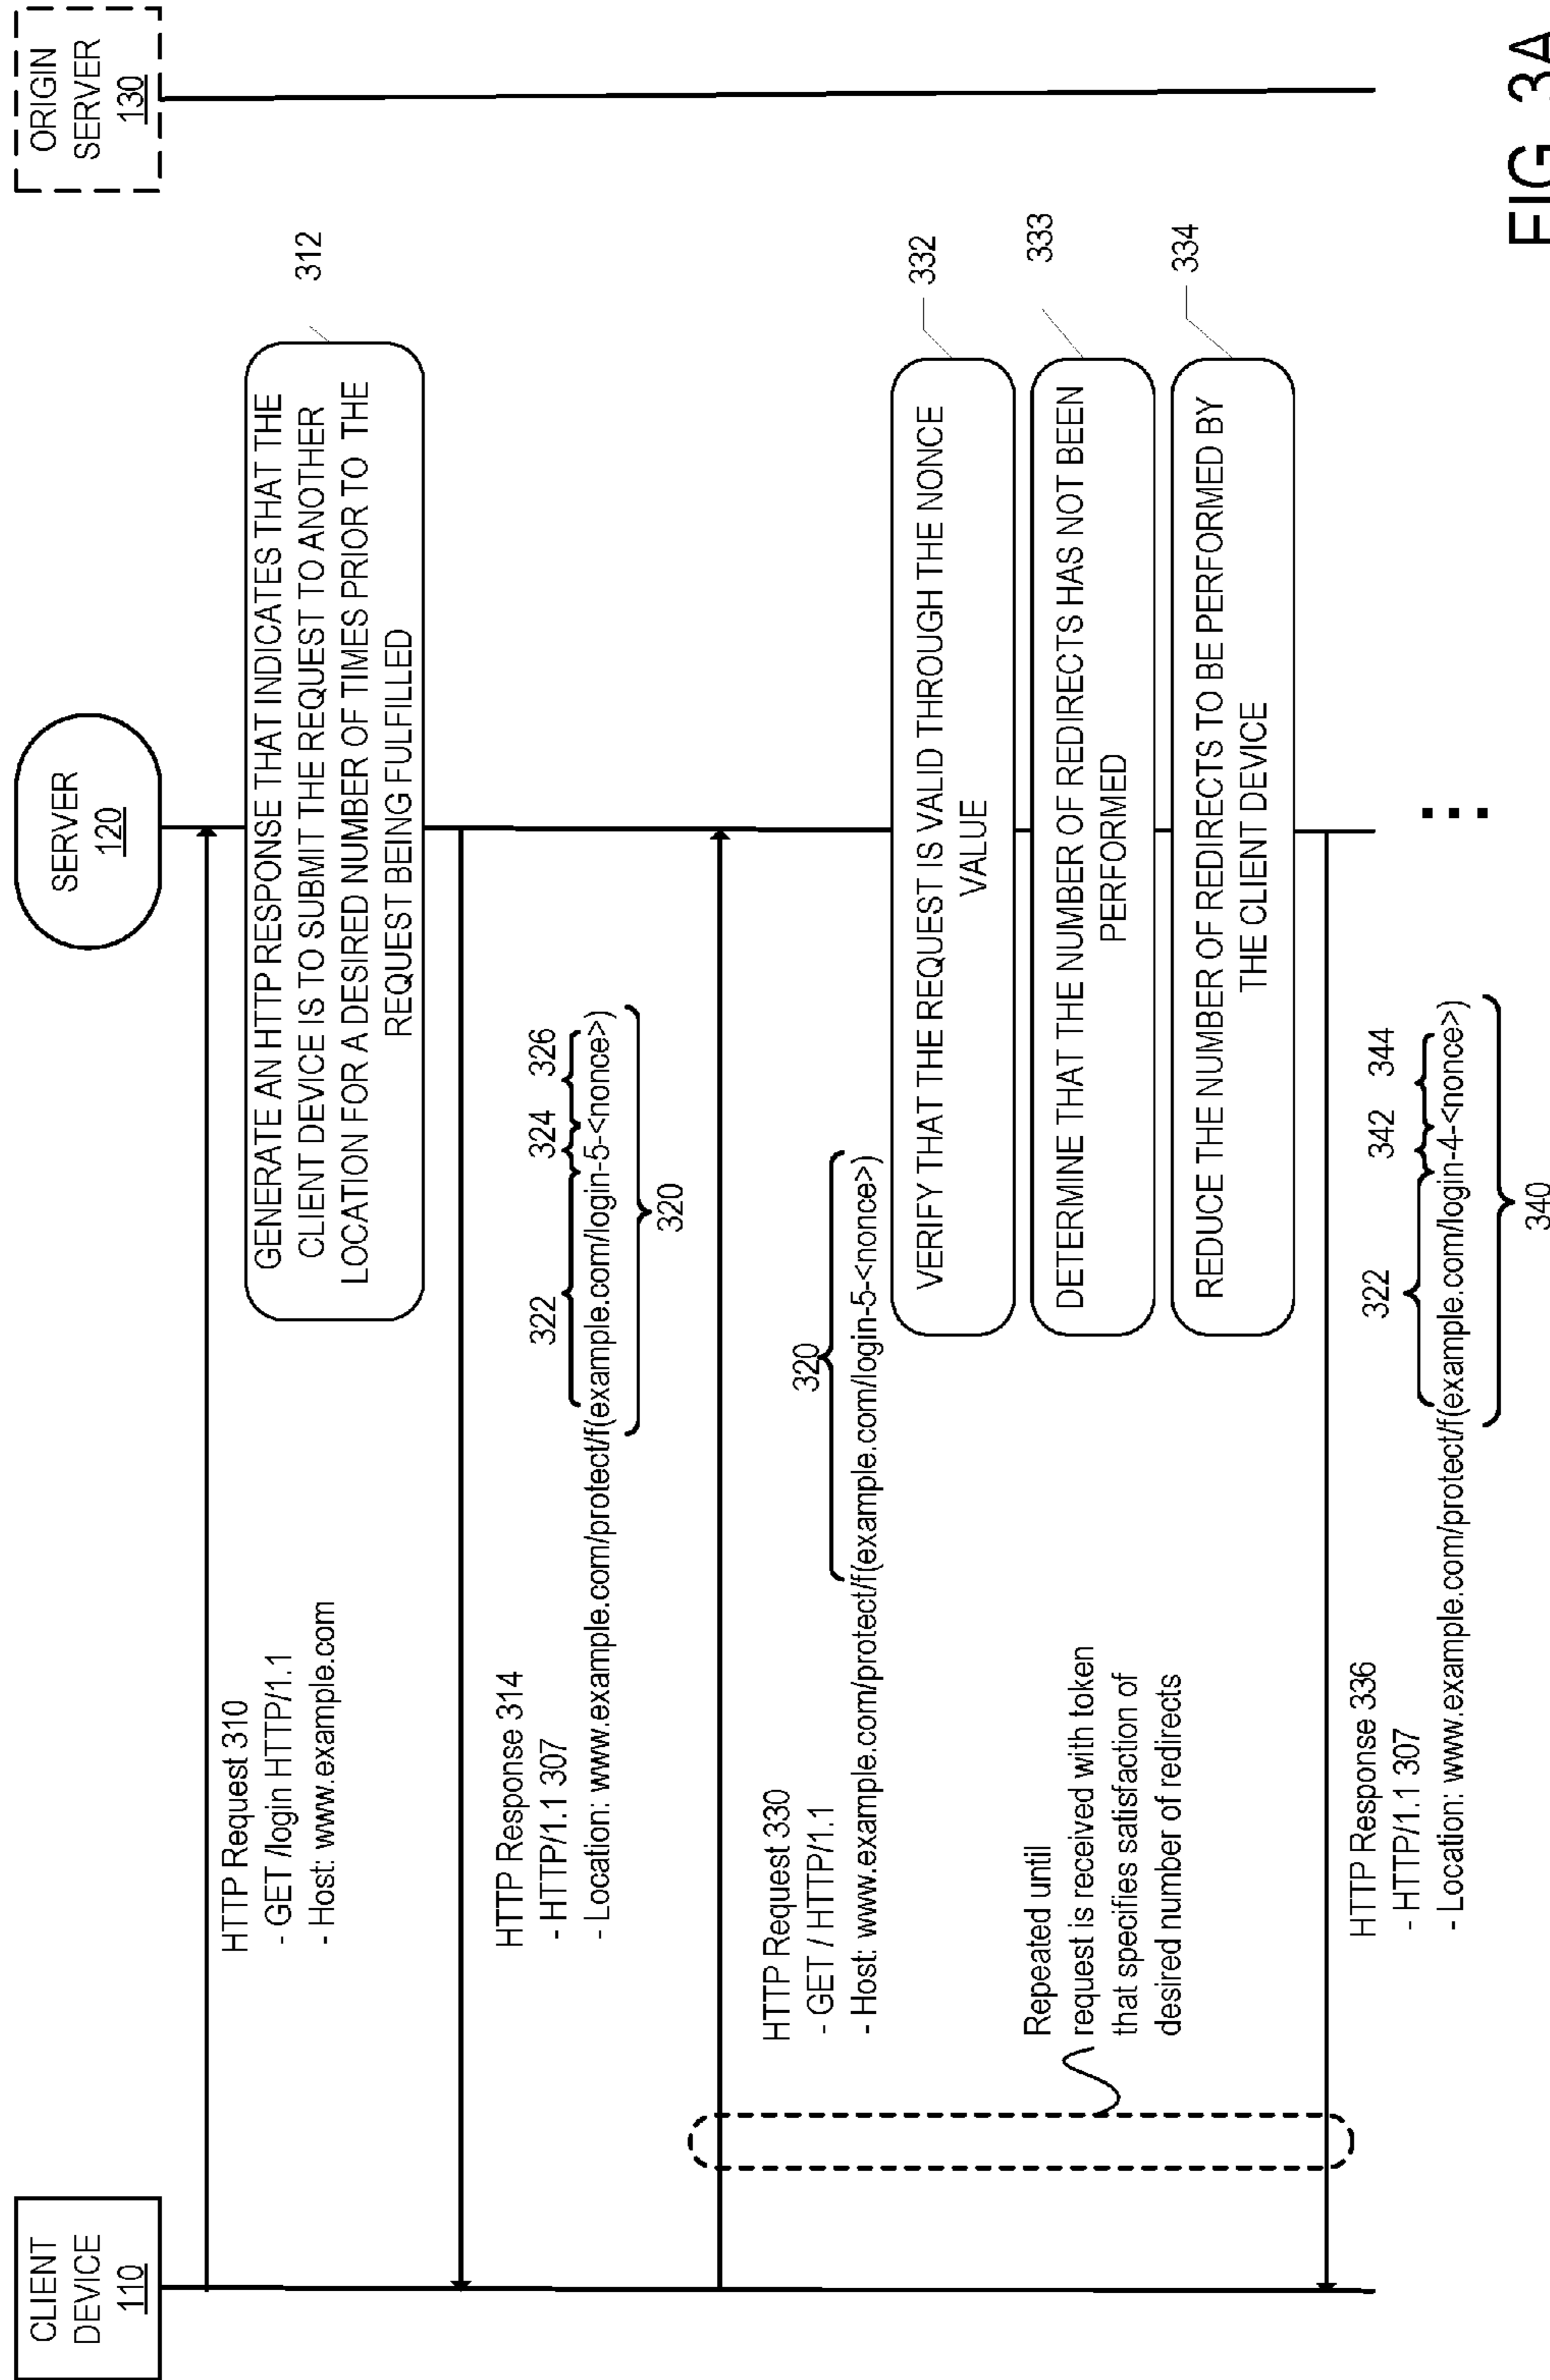 CLIENT
DEVICE
110
SERVER
120
ORIGIN
SERVER
130
HTTP Request 310
- GET /login HTTP/1.1
- Host: www.example.com
GENERATE AN HTTP RESPONSE THAT INDICATES THAT THE
CLIENT DEVICE IS TO SUBMIT THE REQUEST TO ANOTHER
LOCATION FOR A DESIRED NUMBER OF TIMES PRIOR TO THE
REQUEST BEING FULFILLED
312
HTTP Response 314
- HTTP/1.1 307
- Location: www.example.com/protect/f(example.com/login-5-<nonce>)
322
324
326
320
HTTP Request 330
- GET / HTTP/1.1
- Host: www.example.com/protect/f(example.com/login-5-<nonce>)
320
VERIFY THAT THE REQUEST IS VALID THROUGH THE NONCE
VALUE
332
DETERMINE THAT THE NUMBER OF REDIRECTS HAS NOT BEEN
PERFORMED
333
REDUCE THE NUMBER OF REDIRECTS TO BE PERFORMED BY
THE CLIENT DEVICE
334
Repeated until
request is received with token
that specifies satisfaction of
desired number of redirects
HTTP Response 336
- HTTP/1.1 307
- Location: www.example.com/protect/f(example.com/login-4-<nonce>)
322
342
344
340
FIG. 3A